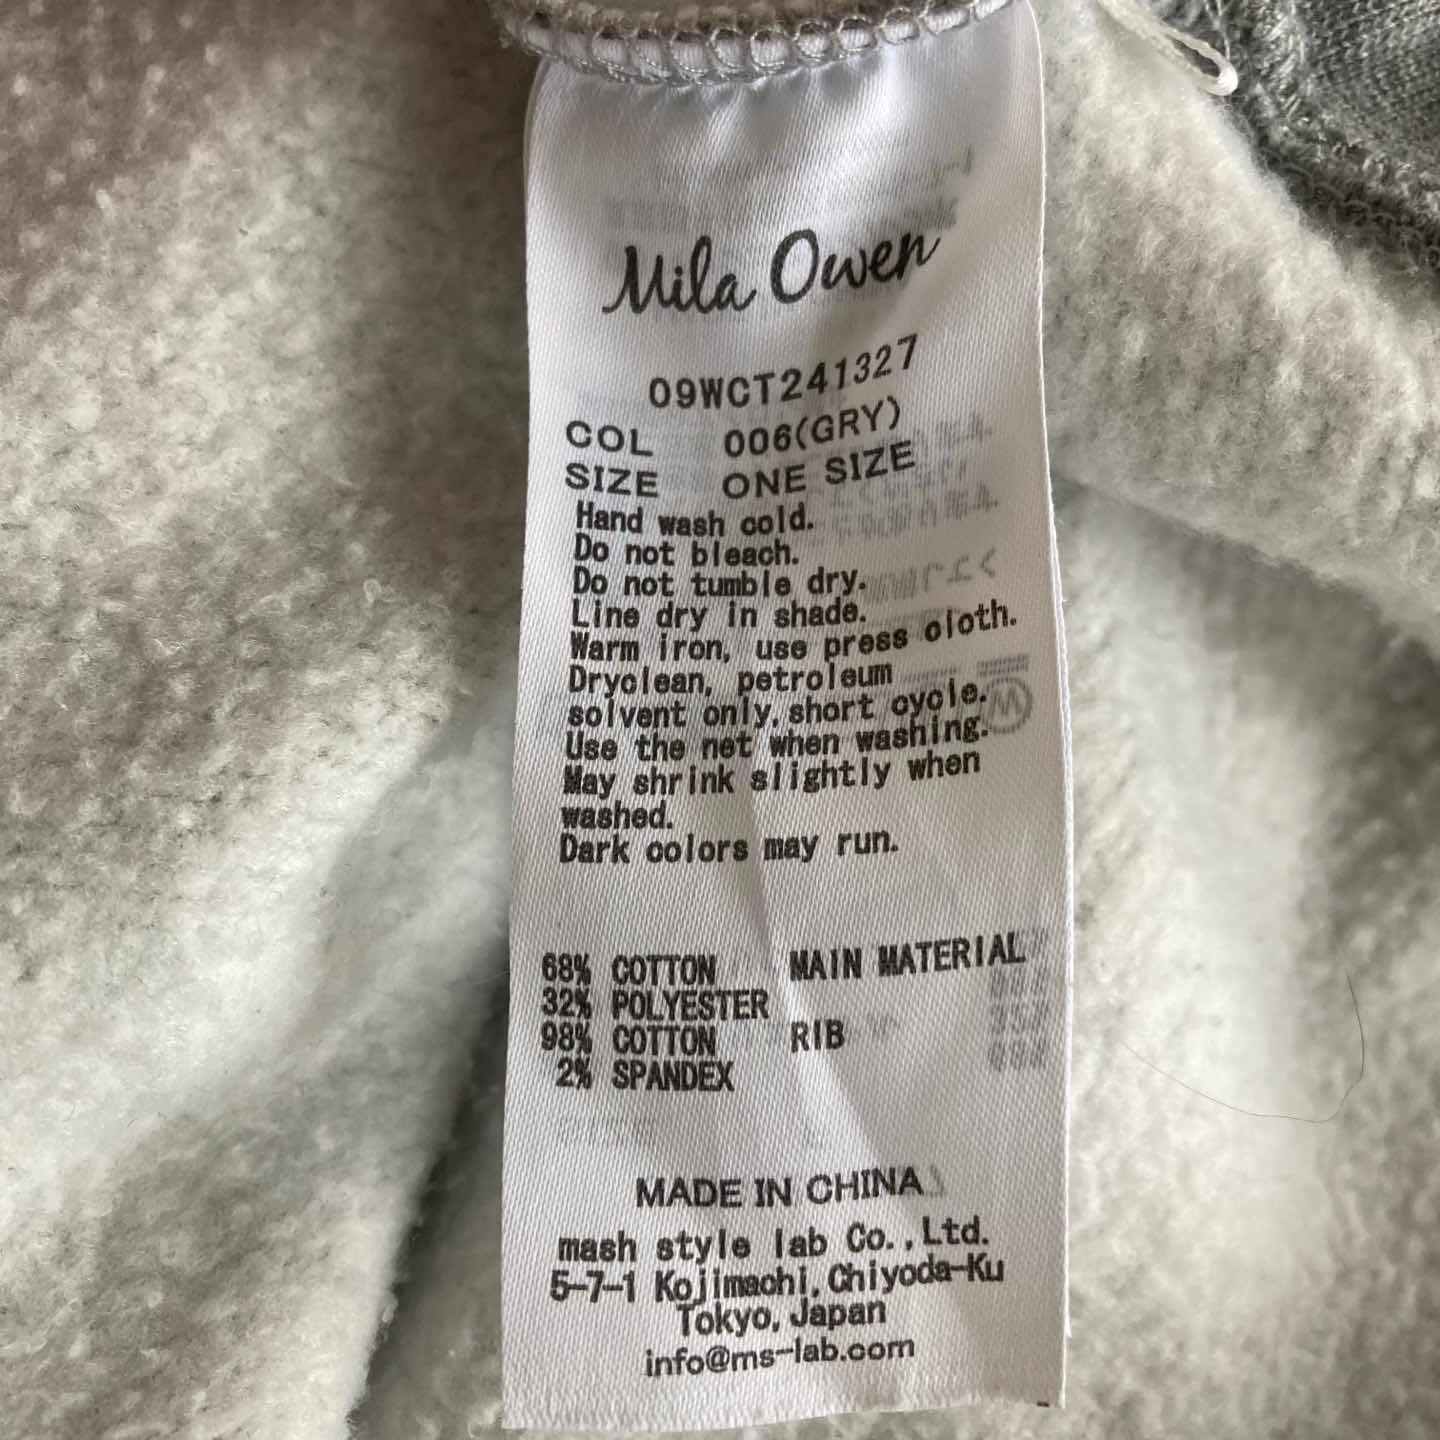 Mila Owen
09WCT241327
COL 006(GRY)
SIZE ONE SIZE
Hand wash cold.
Do not bleach.
Do not tumble dry.
Line dry in shade.
Warm iron, use press cloth.
Dryclean, petroleum
solvent only, short cycle.
Use the net when washing.
May shrink slightly when
washed.
Dark colors may run.
68% COTTON MAIN MATERIAL
32% POLYESTER
98% COTTON RIB
2% SPANDEX
MADE IN CHINA
mash style lab Co.,Ltd.
5-7-1 Kojimachi, Chiyoda-Ku
Tokyo, Japan
info@ms-lab.com